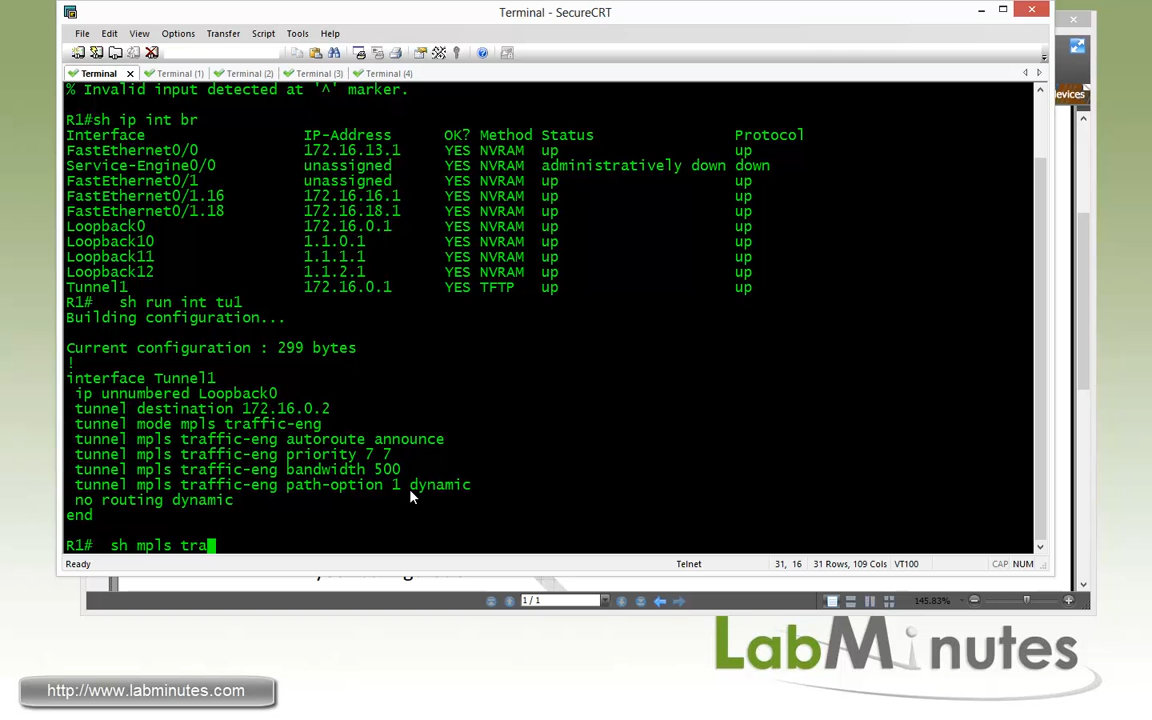 Terminal - SecureCRT
File Edit View Options Transfer Script Tools Help
Terminal Terminal (1) Terminal (2) Terminal (3) Terminal (4)
evices
% Invalid input detected at '^' marker.
R1#sh ip int br
Interface IP-Address OK? Method Status Protocol
FastEthernet0/0 172.16.13.1 YES NVRAM up up
Service-Engine0/0 unassigned YES NVRAM administratively down down
FastEthernet0/1 unassigned YES NVRAM up up
FastEthernet0/1.16 172.16.16.1 YES NVRAM up up
FastEthernet0/1.18 172.16.18.1 YES NVRAM up up
Loopback0 172.16.0.1 YES NVRAM up up
Loopback10 1.1.0.1 YES NVRAM up up
Loopback11 1.1.1.1 YES NVRAM up up
Loopback12 1.1.2.1 YES NVRAM up up
Tunnel1 172.16.0.1 YES TFTP up up
R1#   sh run int tu1
Building configuration...
Current configuration : 299 bytes
!
interface Tunnel1
 ip unnumbered Loopback0
 tunnel destination 172.16.0.2
 tunnel mode mpls traffic-eng
 tunnel mpls traffic-eng autoroute announce
 tunnel mpls traffic-eng priority 7 7
 tunnel mpls traffic-eng bandwidth 500
 tunnel mpls traffic-eng path-option 1 dynamic
 no routing dynamic
end
R1#  sh mpls tra
Ready Telnet 31, 16 31 Rows, 109 Cols VT100 CAP NUM
1 / 1 145.83%
LabMinutes
http://www.labminutes.com